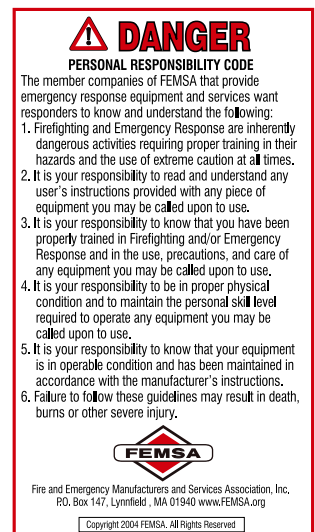 DANGER
PERSONAL RESPONSIBILITY CODE
The member companies of FEMSA that provide
emergency response equipment and services want
responders to know and understand the following:
1. Firefighting and Emergency Response are inherently
dangerous activities requiring proper training in their
hazards and the use of extreme caution at all times.
2. It is your responsibility to read and understand any
user's instructions provided with any piece of
equipment you may be called upon to use.
3. It is your responsibility to know that you have been
properly trained in Firefighting and/or Emergency
Response and in the use, precautions, and care of
any equipment you may be called upon to use.
4. It is your responsibility to be in proper physical
condition and to maintain the personal skill level
required to operate any equipment you may be
called upon to use.
5. It is your responsibility to know that your equipment
is in operable condition and has been maintained in
accordance with the manufacturer's instructions.
6. Failure to follow these guidelines may result in death,
burns or other severe injury.
FEMSA
Fire and Emergency Manufacturers and Services Association, Inc.
P.O. Box 147, Lynnfield , MA 01940 www.FEMSA.org
Copyright 2004 FEMSA. All Rights Reserved